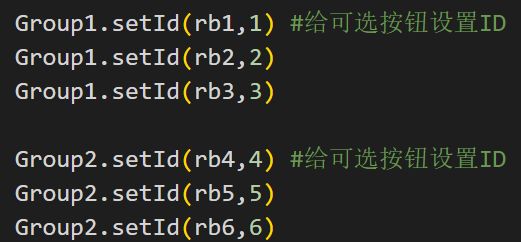 Group1.setId(rb1,1) #给可选按钮设置ID
Group1.setId(rb2,2)
Group1.setId(rb3,3)
Group2.setId(rb4,4) #给可选按钮设置ID
Group2.setId(rb5,5)
Group2.setId(rb6,6)